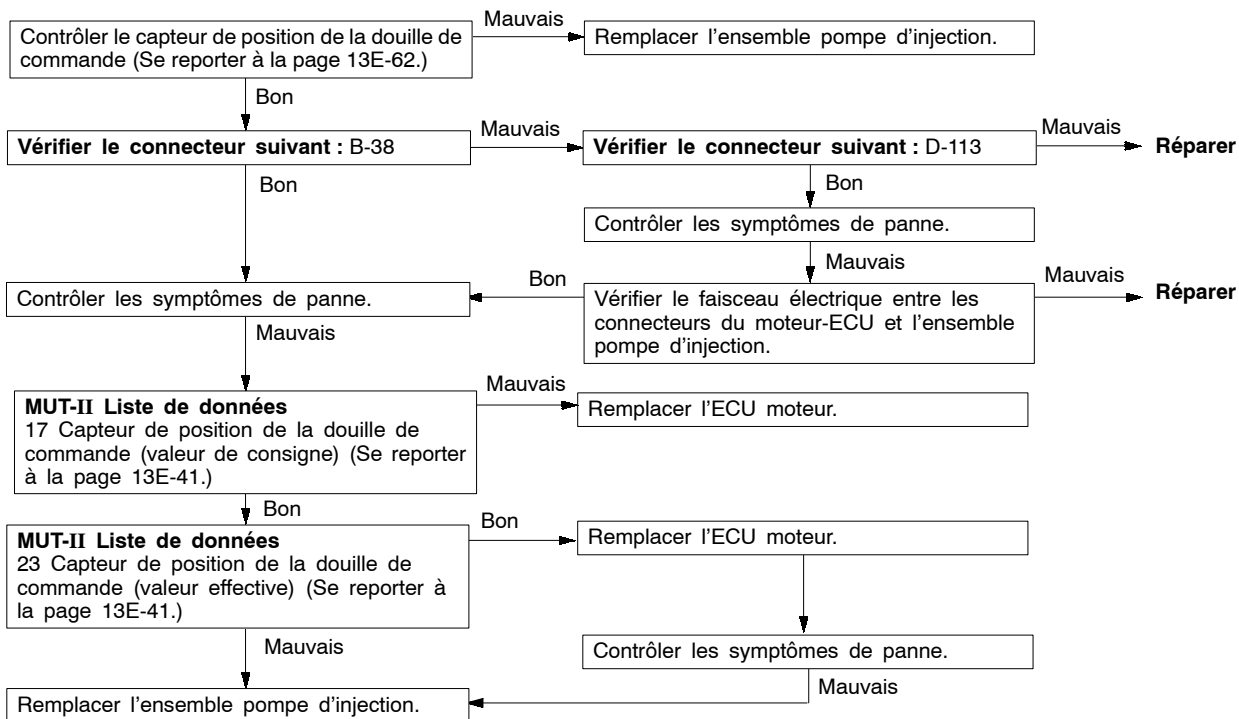 Contrôler le capteur de position de la douille de
commande (Se reporter à la page 13E-62.)
Mauvais
Remplacer l'ensemble pompe d'injection.
Bon
Vérifier le connecteur suivant : B-38
Mauvais
Vérifier le connecteur suivant : D-113
Mauvais
Réparer
Bon
Bon
Contrôler les symptômes de panne.
Mauvais
Contrôler les symptômes de panne.
Bon
Vérifier le faisceau électrique entre les
connecteurs du moteur-ECU et l'ensemble
pompe d'injection.
Mauvais
Réparer
Mauvais
MUT-II Liste de données
17 Capteur de position de la douille de
commande (valeur de consigne) (Se reporter
à la page 13E-41.)
Mauvais
Remplacer l'ECU moteur.
Bon
MUT-II Liste de données
23 Capteur de position de la douille de
commande (valeur effective) (Se reporter à
la page 13E-41.)
Bon
Remplacer l'ECU moteur.
Mauvais
Contrôler les symptômes de panne.
Mauvais
Remplacer l'ensemble pompe d'injection.